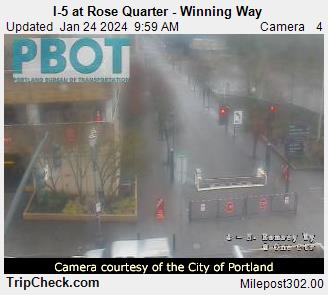 I-5 at Rose Quarter - Winning Way
Updated  Jan 24 2024  9:59 AM
Camera  4
PBOT
PORTLAND BUREAU OF TRANSPORTATION
Camera courtesy of the City of Portland
TripCheck.com
Milepost302.00